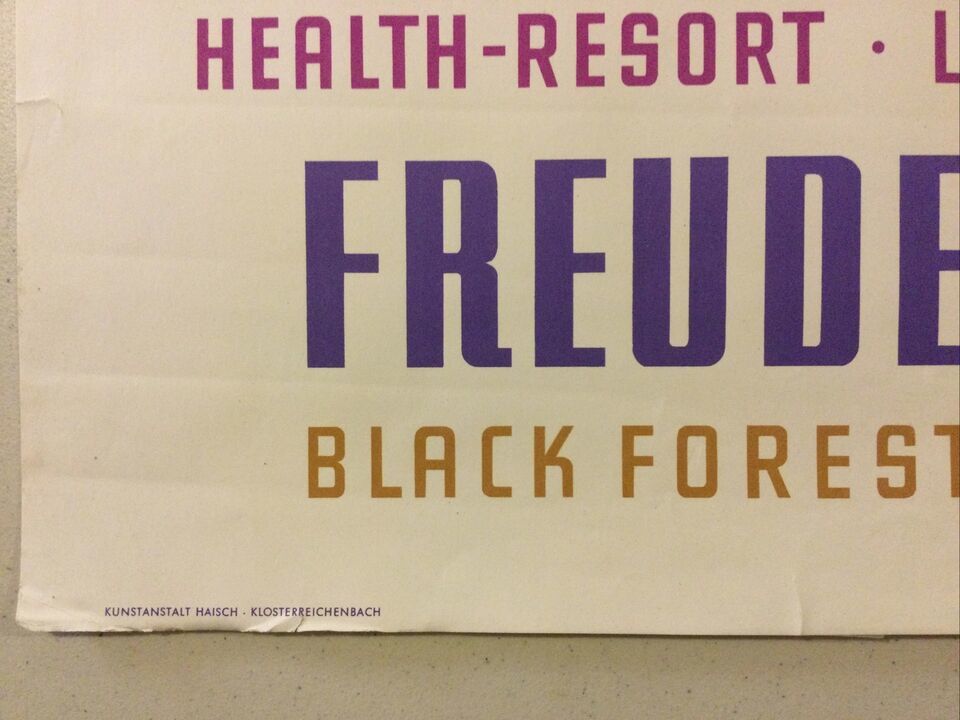 HEALTH-RESORT · L
FREUDE
BLACK FOREST
KUNSTANSTALT HAISCH · KLOSTERREICHENBACH